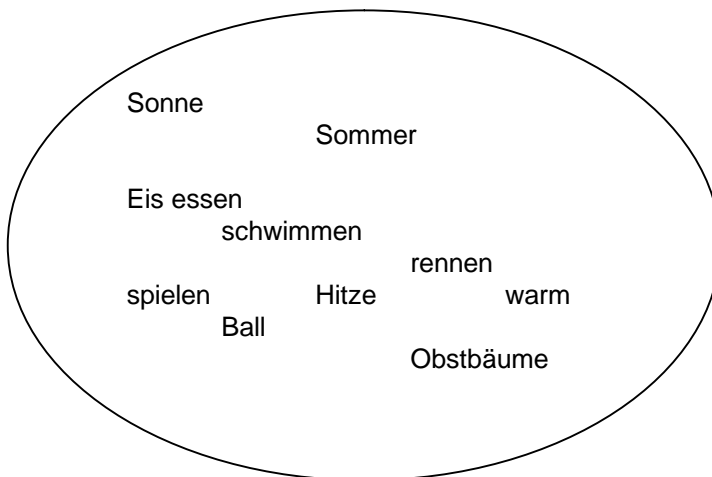 Sonne
Sommer
Eis essen
schwimmen
rennen
spielen Hitze warm
Ball
Obstbäume